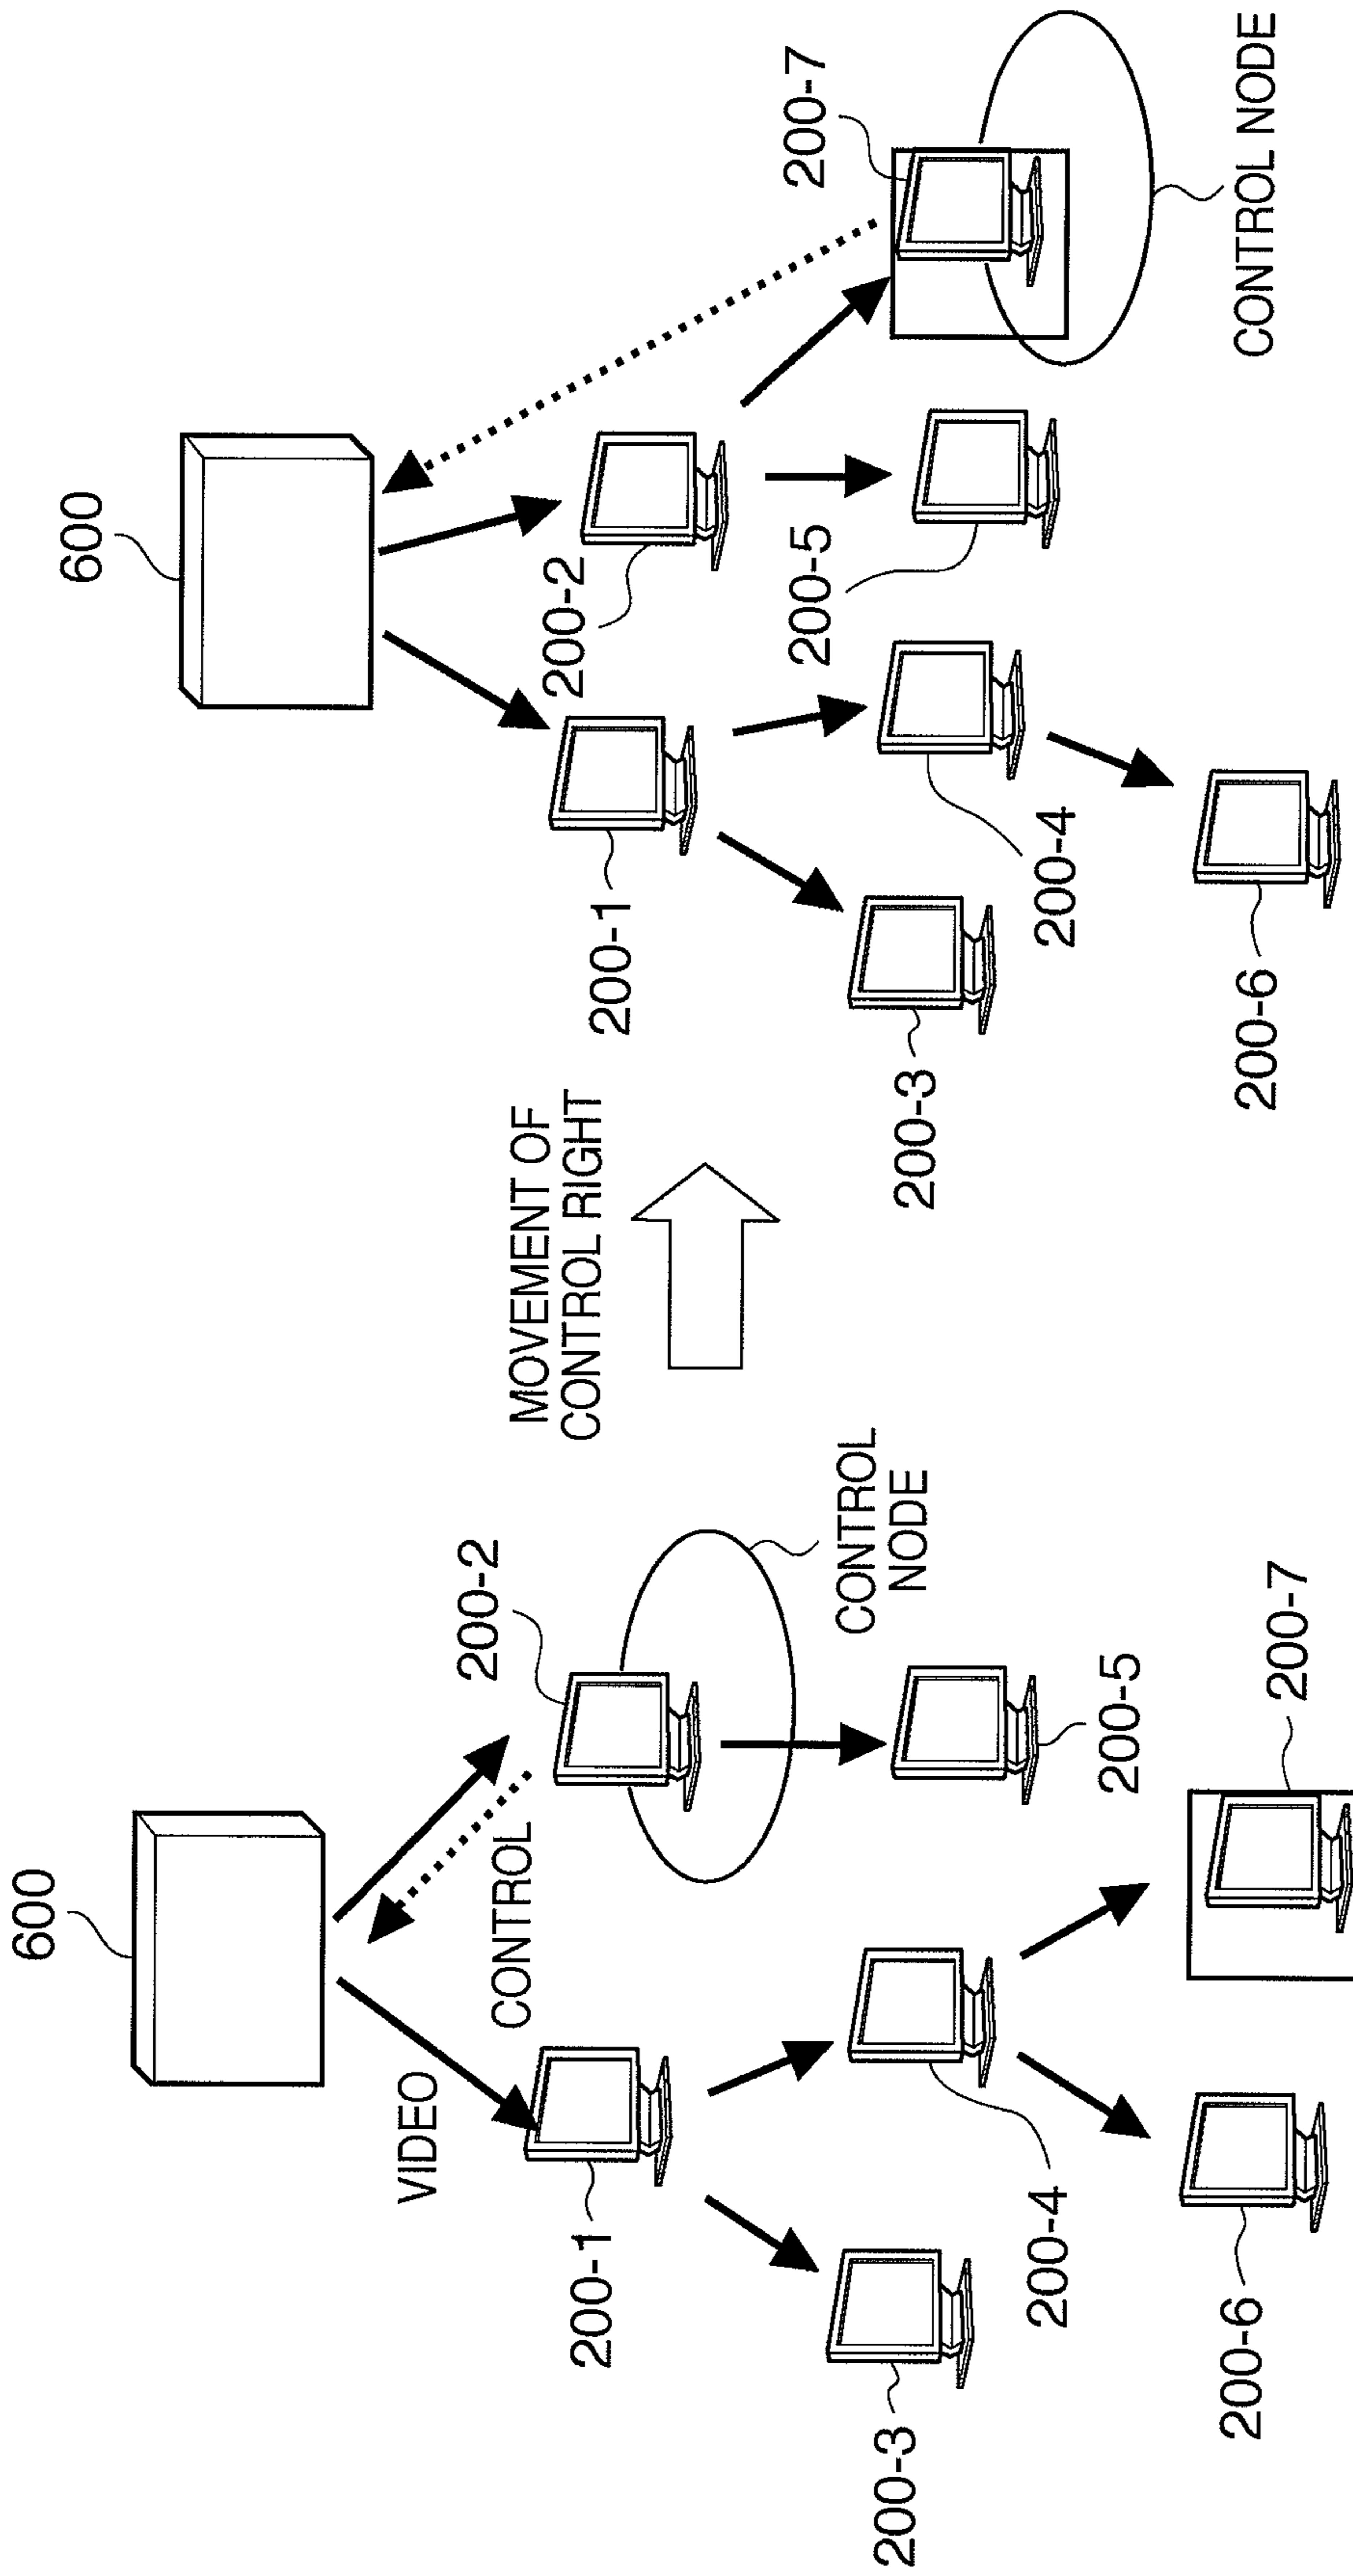 600
VIDEO
CONTROL
200-2
200-1
CONTROL
NODE
200-3
200-4
200-5
200-6
200-7
MOVEMENT OF
CONTROL RIGHT
600
200-2
200-1
200-7
200-5
200-3
200-4
200-6
CONTROL NODE